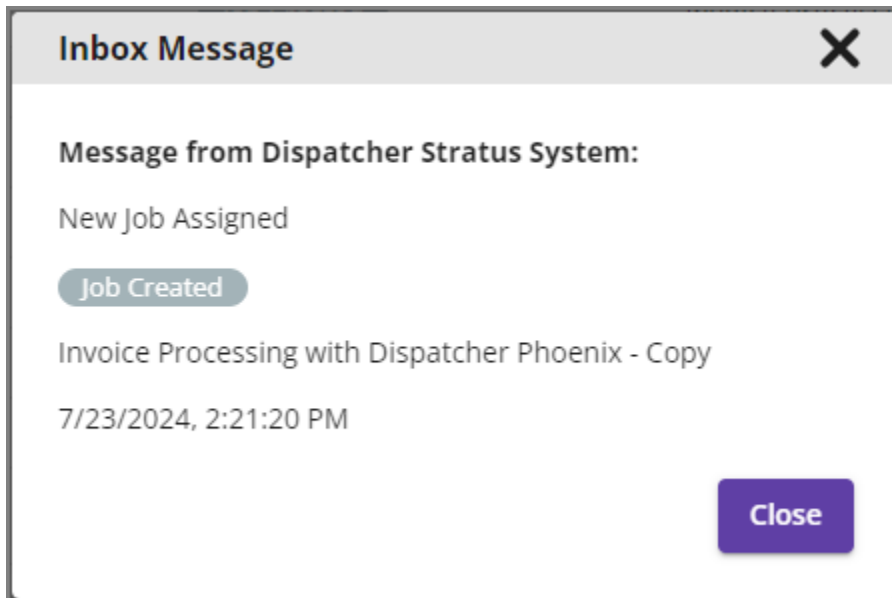 Inbox Message
Message from Dispatcher Stratus System:
New Job Assigned
Job Created
Invoice Processing with Dispatcher Phoenix - Copy
7/23/2024, 2:21:20 PM
Close